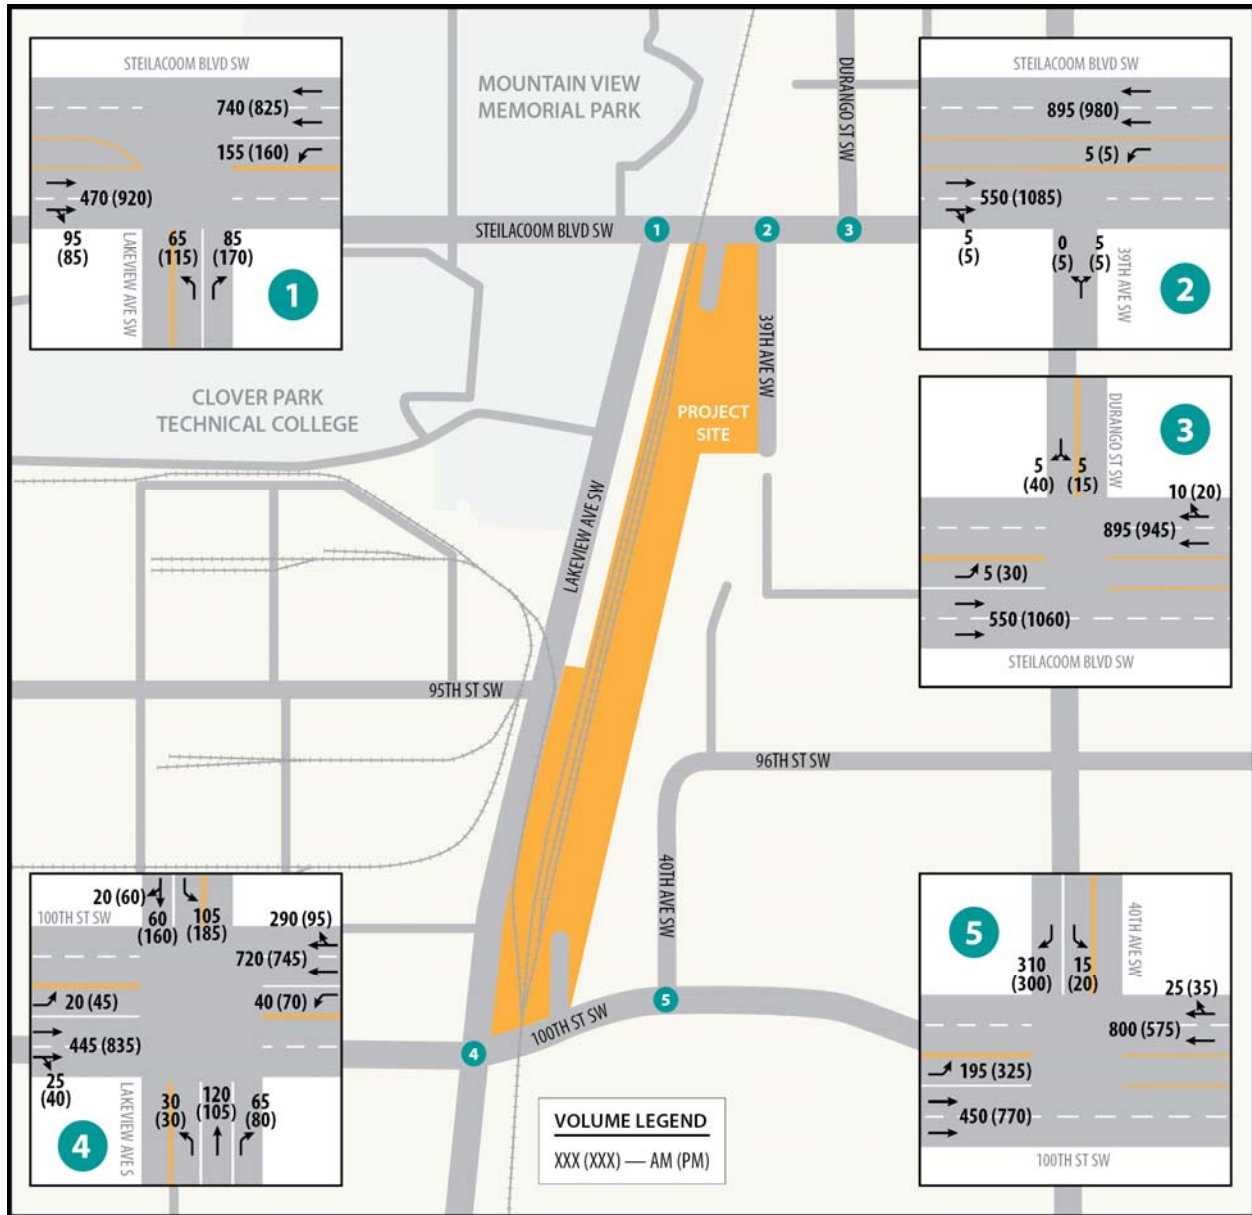 STEILACOOM BLVD SW
740 (825)
155 (160)
470 (920)
95
(85)
LAKEVIEW AVE SW
65
(115)
85
(170)
1
MOUNTAIN VIEW
MEMORIAL PARK
DURANGO ST SW
STEILACOOM BLVD SW
1
2
3
STEILACOOM BLVD SW
895 (980)
5 (5)
550 (1085)
5
(5)
0
(5)
5
(5)
39TH AVE SW
2
CLOVER PARK
TECHNICAL COLLEGE
39TH AVE SW
PROJECT
SITE
LAKEVIEW AVE SW
DURANGO ST SW
3
5
(40)
5
(15)
10 (20)
895 (945)
5 (30)
550 (1060)
STEILACOOM BLVD SW
95TH ST SW
96TH ST SW
40TH AVE SW
100TH ST SW
4
5
20 (60)
100TH ST SW
60
(160)
105
(185)
290 (95)
720 (745)
20 (45)
40 (70)
445 (835)
25
(40)
LAKEVIEW AVE S
30
(30)
120
(105)
65
(80)
4
VOLUME LEGEND
XXX (XXX) — AM (PM)
5
40TH AVE SW
310
(300)
15
(20)
25 (35)
800 (575)
195 (325)
450 (770)
100TH ST SW